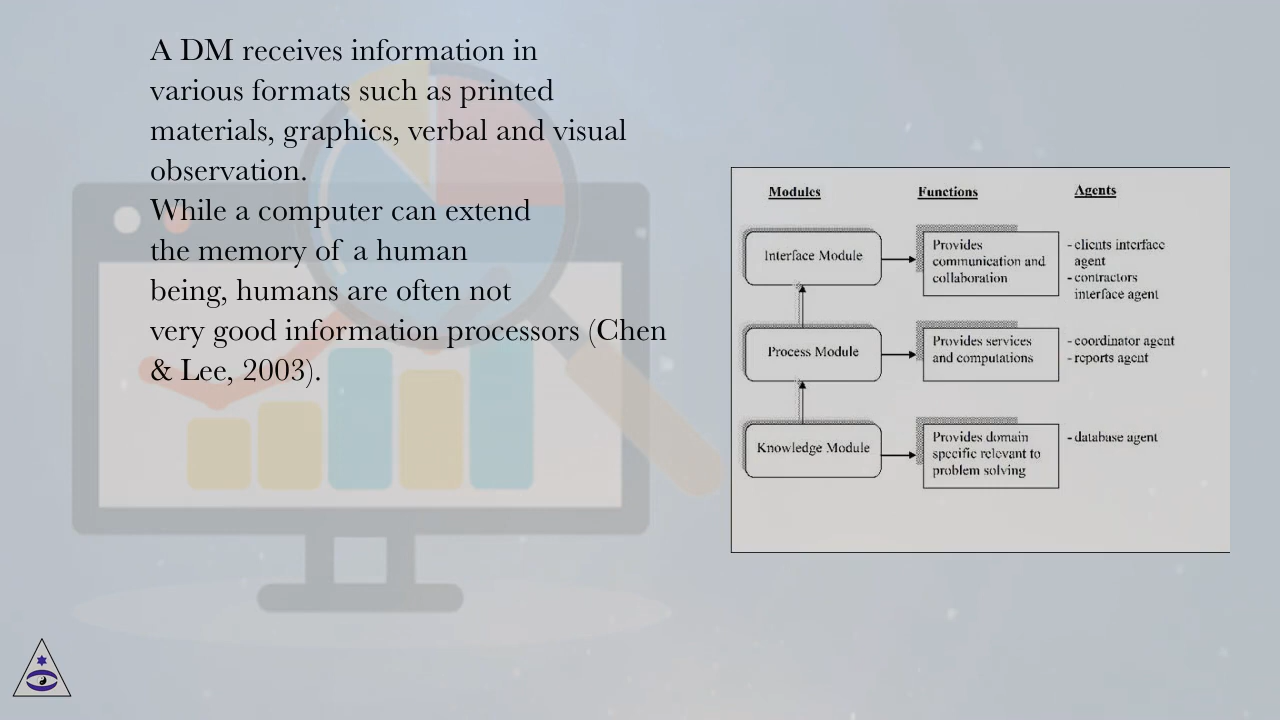 A DM receives information in
various formats such as printed
materials, graphics, verbal and visual
observation.
While a computer can extend
the memory of a human
being, humans are often not
very good information processors (Chen
& Lee, 2003).
Modules
Functions
Agents
Interface Module
Provides
communication and
collaboration
- clients interface
agent
- contractors
interface agent
Process Module
Provides services
and computations
- coordinator agent
- reports agent
Knowledge Module
Provides domain
specific relevant to
problem solving
- database agent